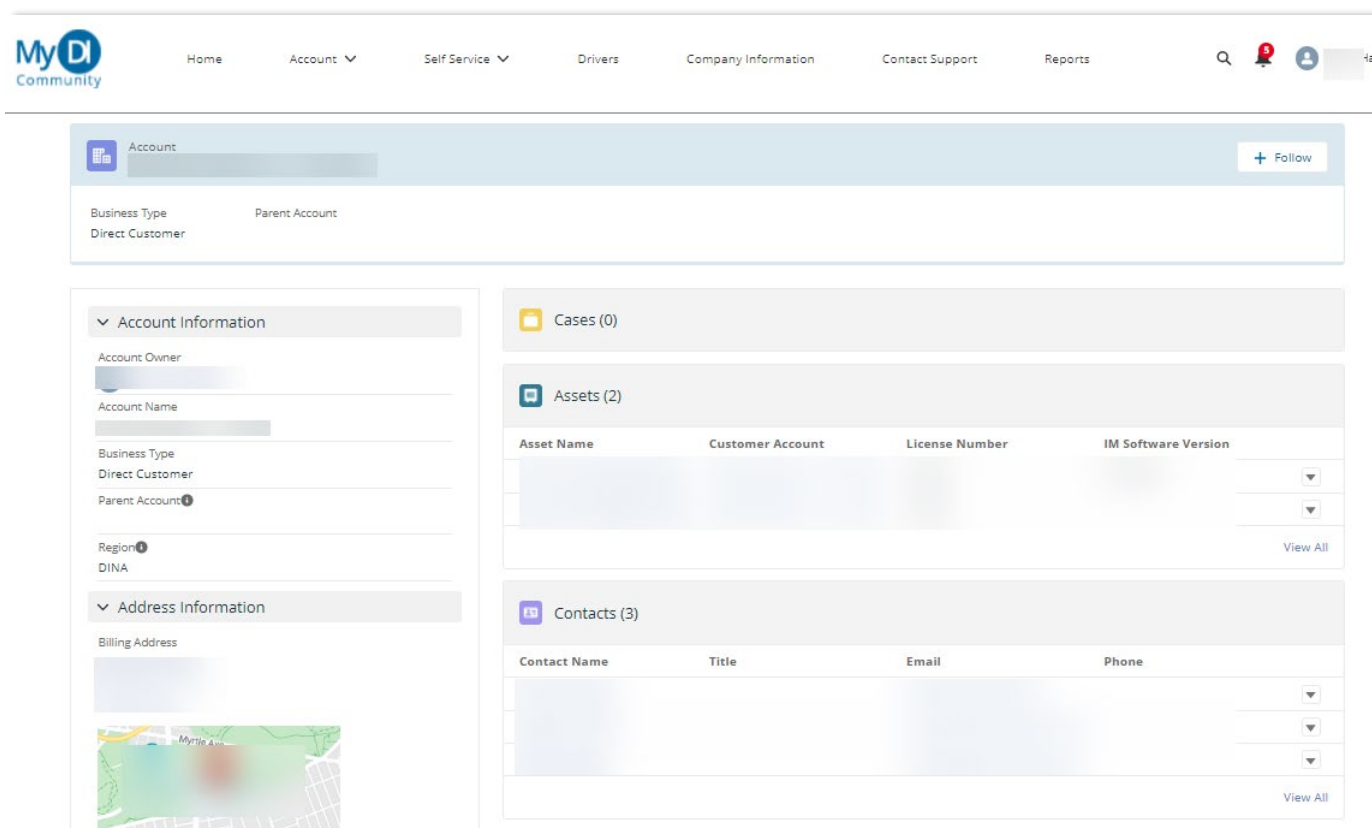 My DI
Community
Home
Account
Self Service
Drivers
Company Information
Contact Support
Reports
5
Account
+ Follow
Business Type
Parent Account
Direct Customer
Account Information
Account Owner
Account Name
Business Type
Direct Customer
Parent Account
Region
DINA
Address Information
Billing Address
Myrtle
Cases (0)
Assets (2)
Asset Name
Customer Account
License Number
IM Software Version
View All
Contacts (3)
Contact Name
Title
Email
Phone
View All